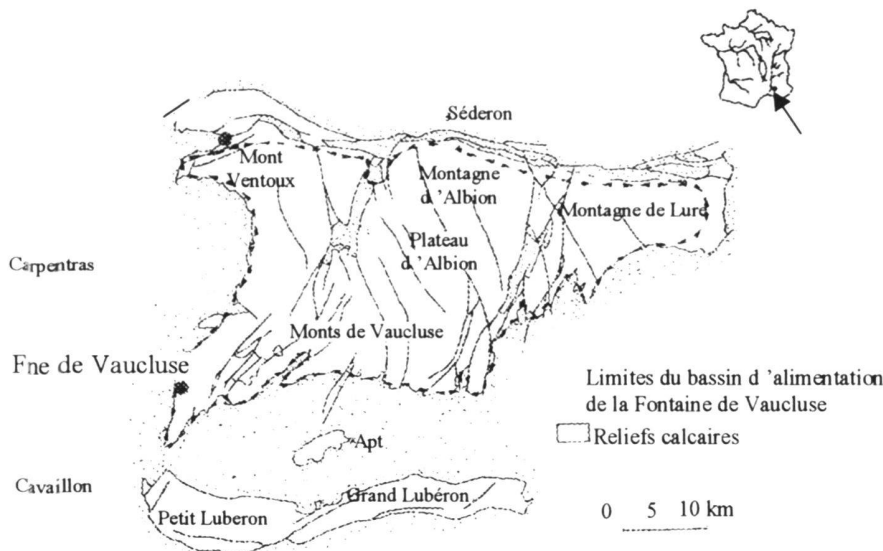 Séderon
Mont
Ventoux
Montagne
d 'Albion
Montagne de Lure
Plateau
d 'Albion
Carpentras
Monts de Vaucluse
Fne de Vaucluse
Limites du bassin d 'alimentation
de la Fontaine de Vaucluse
Reliefs calcaires
Apt
Cavaillon
Grand Lubéron
Petit Luberon
0 5 10 km